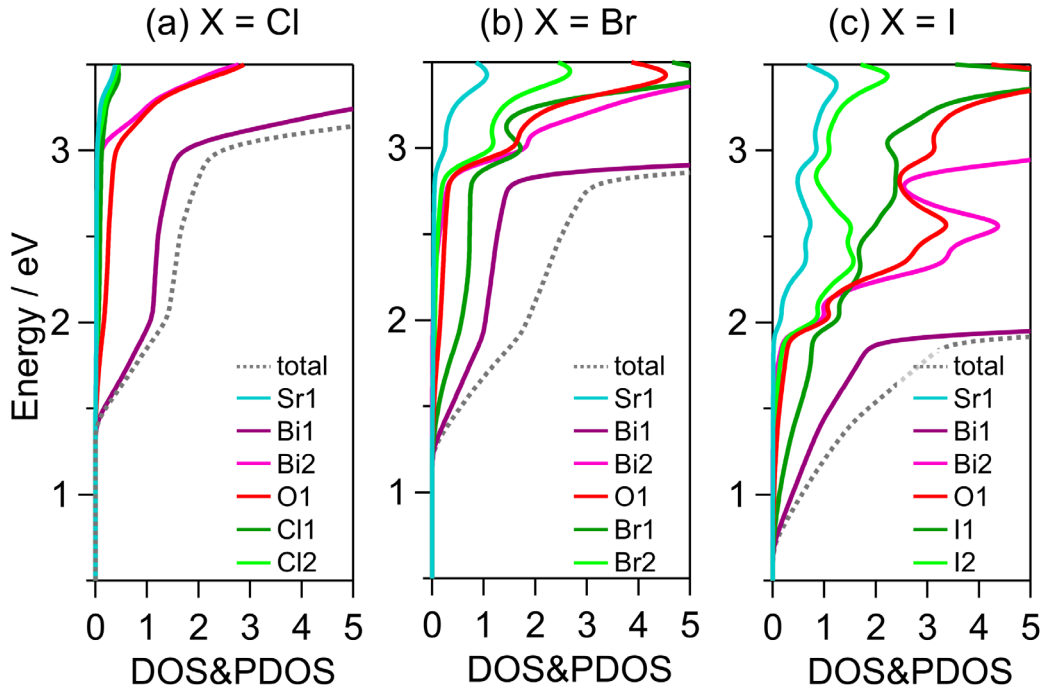 (a) X = Cl
(b) X = Br
(c) X = I
Energy / eV
3
2
1
total
Sr1
Bi1
Bi2
O1
Cl1
Cl2
0 1 2 3 4 5
DOS&PDOS
3
2
1
total
Sr1
Bi1
Bi2
O1
Br1
Br2
0 1 2 3 4 5
DOS&PDOS
3
2
1
total
Sr1
Bi1
Bi2
O1
I1
I2
0 1 2 3 4 5
DOS&PDOS